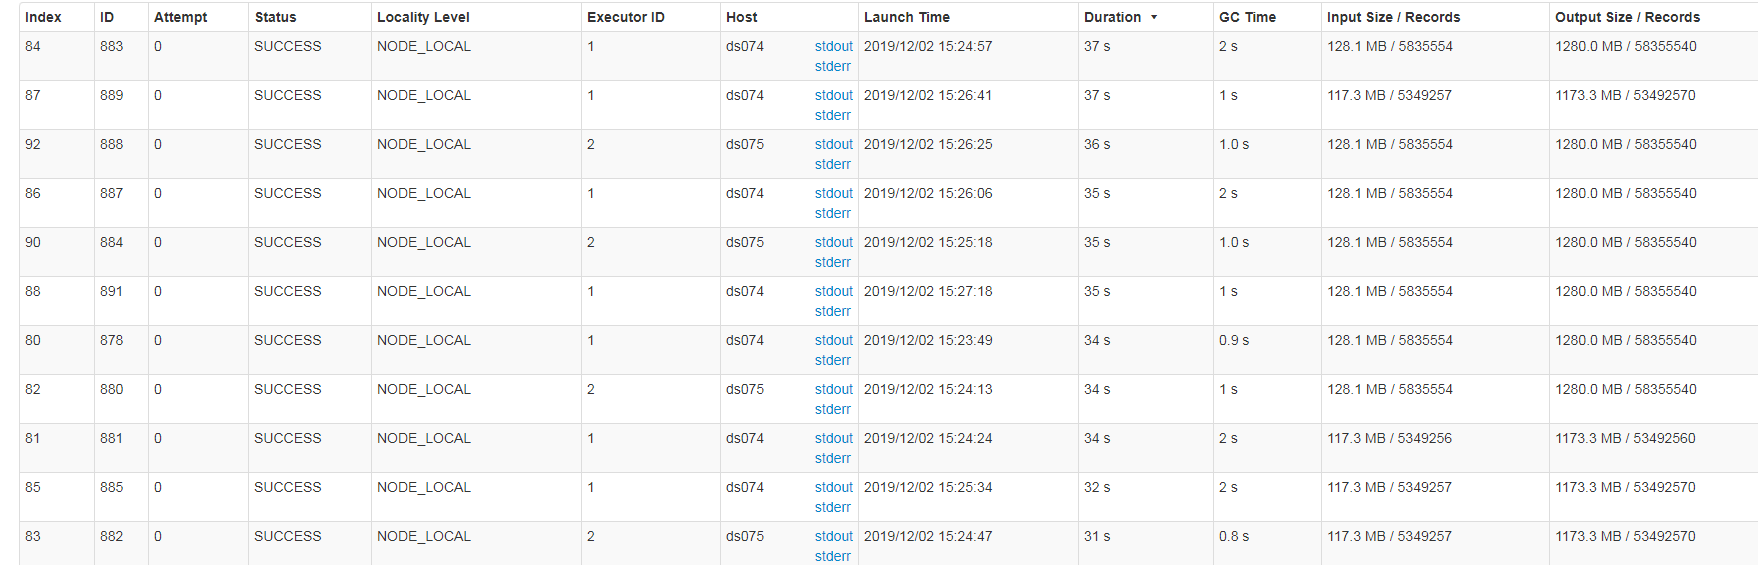 Index ID Attempt Status Locality Level Executor ID Host Launch Time Duration GC Time Input Size / Records Output Size / Records
84 883 0 SUCCESS NODE_LOCAL 1 ds074 stdout 2019/12/02 15:24:57 37 s 2 s 128.1 MB / 5835554 1280.0 MB / 58355540
stderr
87 889 0 SUCCESS NODE_LOCAL 1 ds074 stdout 2019/12/02 15:26:41 37 s 1 s 117.3 MB / 5349257 1173.3 MB / 53492570
stderr
92 888 0 SUCCESS NODE_LOCAL 2 ds075 stdout 2019/12/02 15:26:25 36 s 1.0 s 128.1 MB / 5835554 1280.0 MB / 58355540
stderr
86 887 0 SUCCESS NODE_LOCAL 1 ds074 stdout 2019/12/02 15:26:06 35 s 2 s 128.1 MB / 5835554 1280.0 MB / 58355540
stderr
90 884 0 SUCCESS NODE_LOCAL 2 ds075 stdout 2019/12/02 15:25:18 35 s 1.0 s 128.1 MB / 5835554 1280.0 MB / 58355540
stderr
88 891 0 SUCCESS NODE_LOCAL 1 ds074 stdout 2019/12/02 15:27:18 35 s 1 s 128.1 MB / 5835554 1280.0 MB / 58355540
stderr
80 878 0 SUCCESS NODE_LOCAL 1 ds074 stdout 2019/12/02 15:23:49 34 s 0.9 s 128.1 MB / 5835554 1280.0 MB / 58355540
stderr
82 880 0 SUCCESS NODE_LOCAL 2 ds075 stdout 2019/12/02 15:24:13 34 s 1 s 128.1 MB / 5835554 1280.0 MB / 58355540
stderr
81 881 0 SUCCESS NODE_LOCAL 1 ds074 stdout 2019/12/02 15:24:24 34 s 2 s 117.3 MB / 5349256 1173.3 MB / 53492560
stderr
85 885 0 SUCCESS NODE_LOCAL 1 ds074 stdout 2019/12/02 15:25:34 32 s 2 s 117.3 MB / 5349257 1173.3 MB / 53492570
stderr
83 882 0 SUCCESS NODE_LOCAL 2 ds075 stdout 2019/12/02 15:24:47 31 s 0.8 s 117.3 MB / 5349257 1173.3 MB / 53492570
stderr